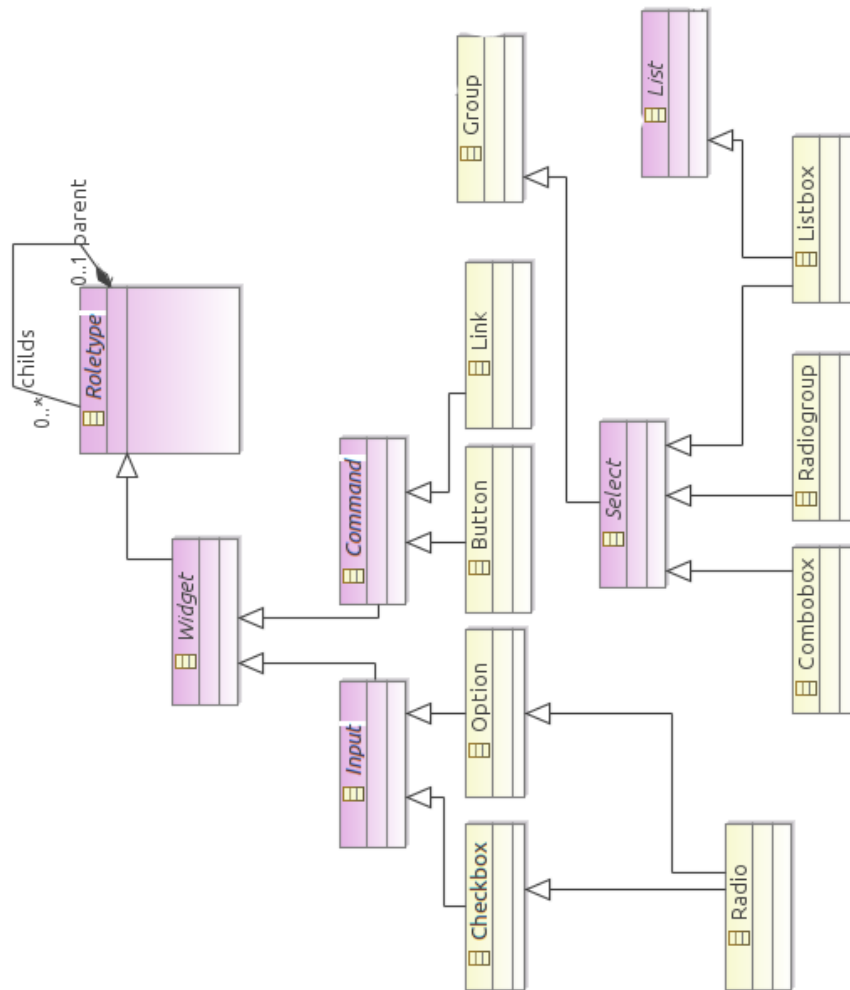 0..* childs
0..1 parent
Roletype
Widget
Input
Command
Checkbox
Option
Button
Link
Group
List
Radio
Select
Combobox
Radiogroup
Listbox